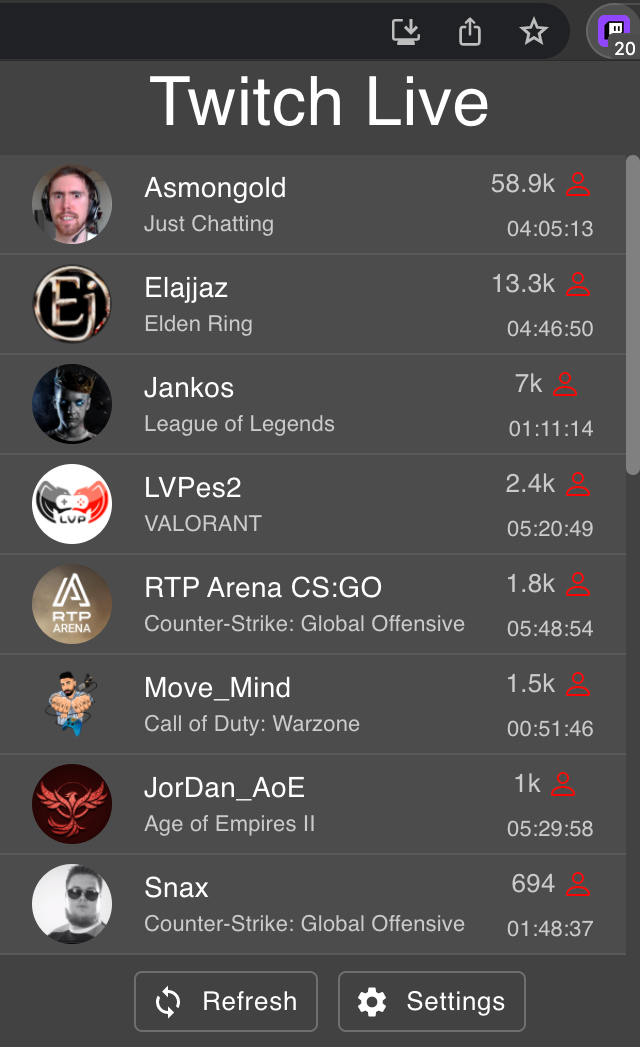 20
Twitch Live
Asmongold
58.9k
Just Chatting
04:05:13
Ej
Elajjaz
13.3k
Elden Ring
04:46:50
Jankos
7k
League of Legends
01:11:14
LVP
LVPes2
2.4k
VALORANT
05:20:49
RTP
ARENA
RTP Arena CS:GO
1.8k
Counter-Strike: Global Offensive
05:48:54
Move_Mind
1.5k
Call of Duty: Warzone
00:51:46
JorDan_AoE
1k
Age of Empires II
05:29:58
Snax
694
Counter-Strike: Global Offensive
01:48:37
Refresh
Settings